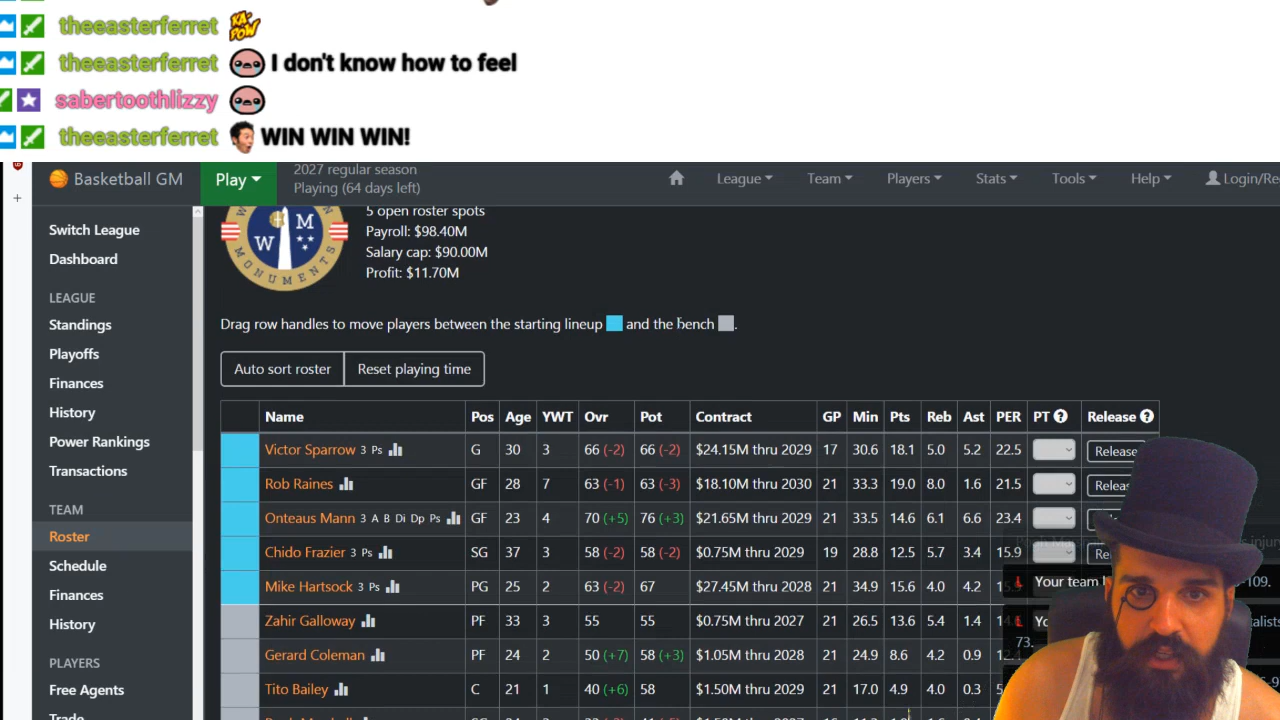 theeasterferret KA-POW
theeasterferret I don't know how to feel
sabertoothlizzy
theeasterferret WIN WIN WIN!
Basketball GM
Play
2027 regular season
Playing (64 days left)
League
Team
Players
Stats
Tools
Help
Login/Re
Switch League
Dashboard
LEAGUE
Standings
Playoffs
Finances
History
Power Rankings
Transactions
TEAM
Roster
Schedule
Finances
History
PLAYERS
Free Agents
Trade
W M
MONUMENTS
5 open roster spots
Payroll: $98.40M
Salary cap: $90.00M
Profit: $11.70M
Drag row handles to move players between the starting lineup and the bench .
Auto sort roster Reset playing time
Name Pos Age YWT Ovr Pot Contract GP Min Pts Reb Ast PER PT Release
Victor Sparrow 3 Ps G 30 3 66 (-2) 66 (-2) $24.15M thru 2029 17 30.6 18.1 5.0 5.2 22.5 Release
Rob Raines GF 28 7 63 (-1) 63 (-3) $18.10M thru 2030 21 33.3 19.0 8.0 1.6 21.5 Releas
Onteaus Mann 3 A B Di Dp Ps GF 23 4 70 (+5) 76 (+3) $21.65M thru 2029 21 33.5 14.6 6.1 6.6 23.4
Chido Frazier 3 Ps SG 37 3 58 (-2) 58 (-2) $0.75M thru 2029 19 28.8 12.5 5.7 3.4 15.9 Re
Mike Hartsock 3 Ps PG 25 2 63 (-2) 67 $27.45M thru 2028 21 34.9 15.6 4.0 4.2
Zahir Galloway PF 33 3 55 55 $0.75M thru 2027 21 26.5 13.6 5.4 1.4
Gerard Coleman PF 24 2 50 (+7) 58 (+3) $1.05M thru 2028 21 24.9 8.6 4.2 0.9
Tito Bailey C 21 1 40 (+6) 58 $1.50M thru 2029 21 17.0 4.9 4.0 0.3
L Your team -109.
L Yo talists
73.